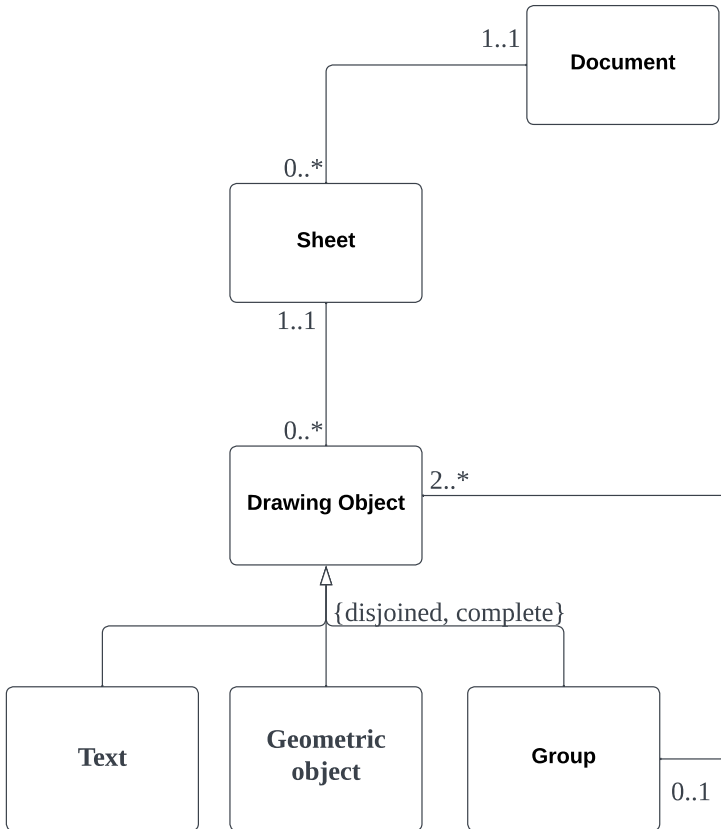 1..1
Document
0..*
Sheet
1..1
0..*
2..*
Drawing Object
{disjoined, complete}
Text
Geometric
object
Group
0..1